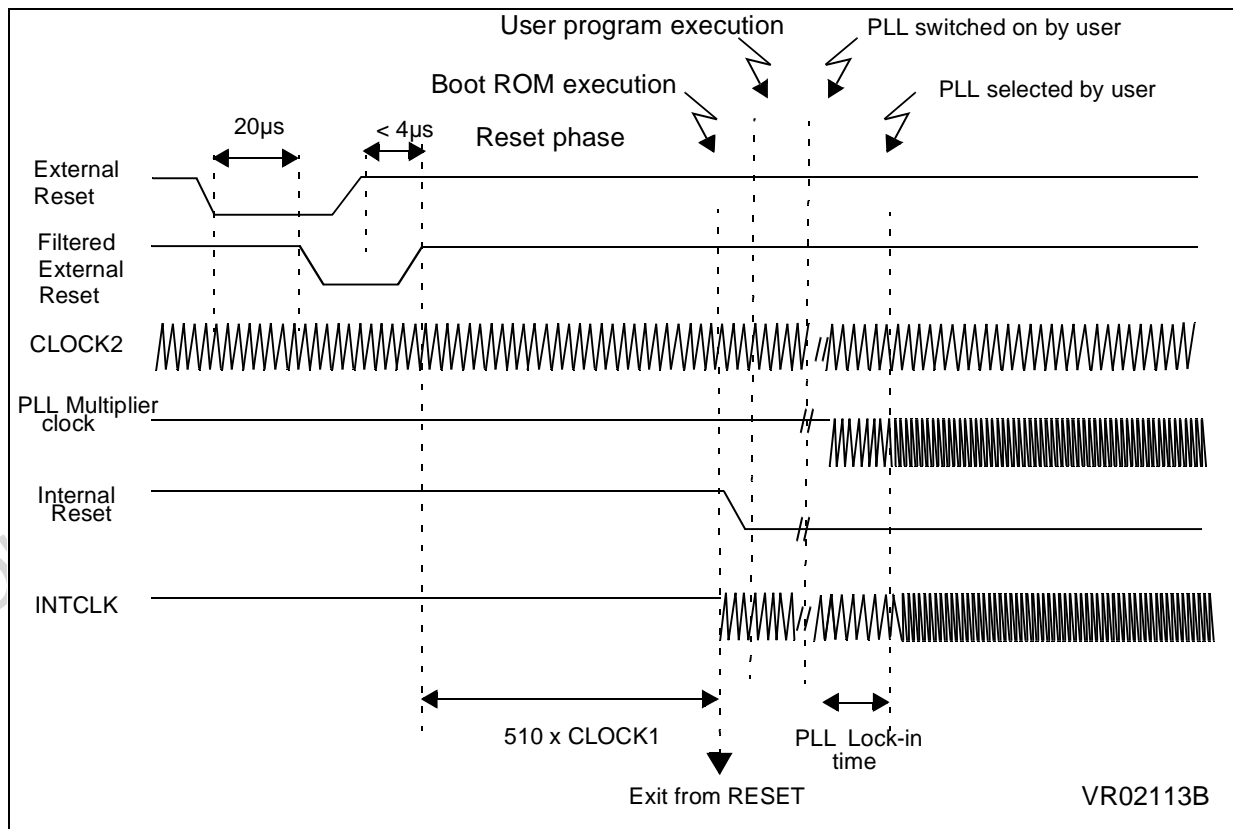 User program execution
PLL switched on by user
Boot ROM execution
PLL selected by user
20µs
< 4µs
Reset phase
External
Reset
Filtered
External
Reset
CLOCK2
PLL Multiplier
clock
Internal
Reset
INTCLK
510 x CLOCK1
PLL Lock-in
time
Exit from RESET
VR02113B